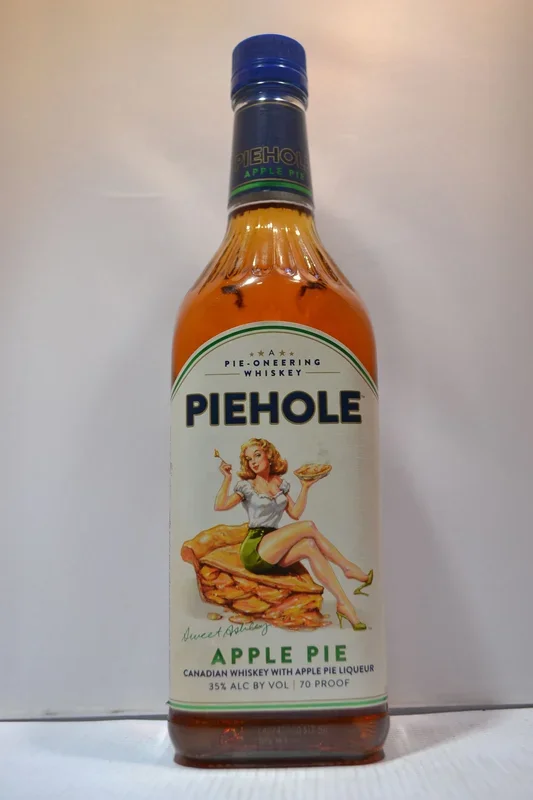 PIEHOLE
APPLE PIE
★★ A ★★
PIE-ONEERING
WHISKEY
PIEHOLE
Sweet Ashley
APPLE PIE
CANADIAN WHISKEY WITH APPLE PIE LIQUEUR
35% ALC BY VOL | 70 PROOF